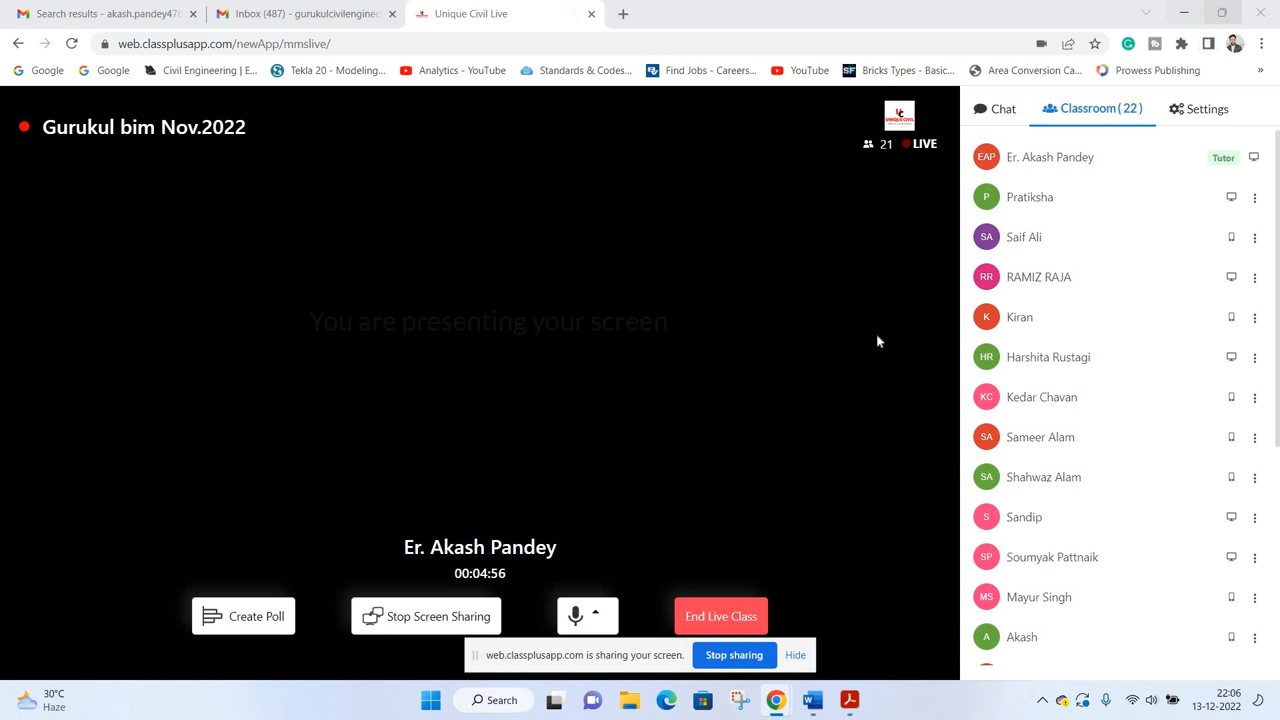 Search results - akash.pandey476
Inbox (487) - gurukulcivilengine
Unique Civil Live
web.classplusapp.com/newApp/mmslive/
Google
Google
Civil Engineering | E...
Tekla 20 - Modeling...
Analytics - YouTube
Standards & Codes...
Find Jobs - Careers...
YouTube
Bricks Types - Basic...
Area Conversion Ca...
Prowess Publishing
»
Gurukul bim Nov.2022
UC
UNIQUE CIVIL
21 LIVE
You are presenting your screen
Er. Akash Pandey
00:04:56
Create Poll
Stop Screen Sharing
End Live Class
web.classplusapp.com is sharing your screen.
Stop sharing
Hide
Chat
Classroom ( 22 )
Settings
EAP Er. Akash Pandey Tutor
P Pratiksha
SA Saif Ali
RR RAMIZ RAJA
K Kiran
HR Harshita Rustagi
KC Kedar Chavan
SA Sameer Alam
SA Shahwaz Alam
S Sandip
SP Soumyak Pattnaik
MS Mayur Singh
A Akash
30°C
Haze
Search
22:06
13-12-2022